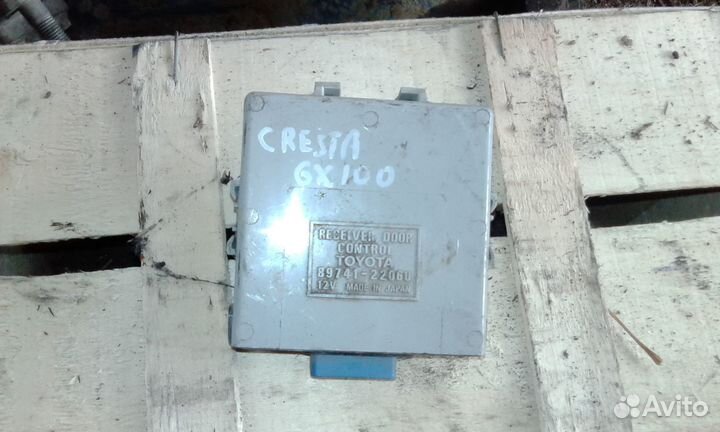 CRESTA
GX100
RECEIVER DOOR
CONTROL
TOYOTA
89741-22060
12V MADE IN JAPAN
Avito